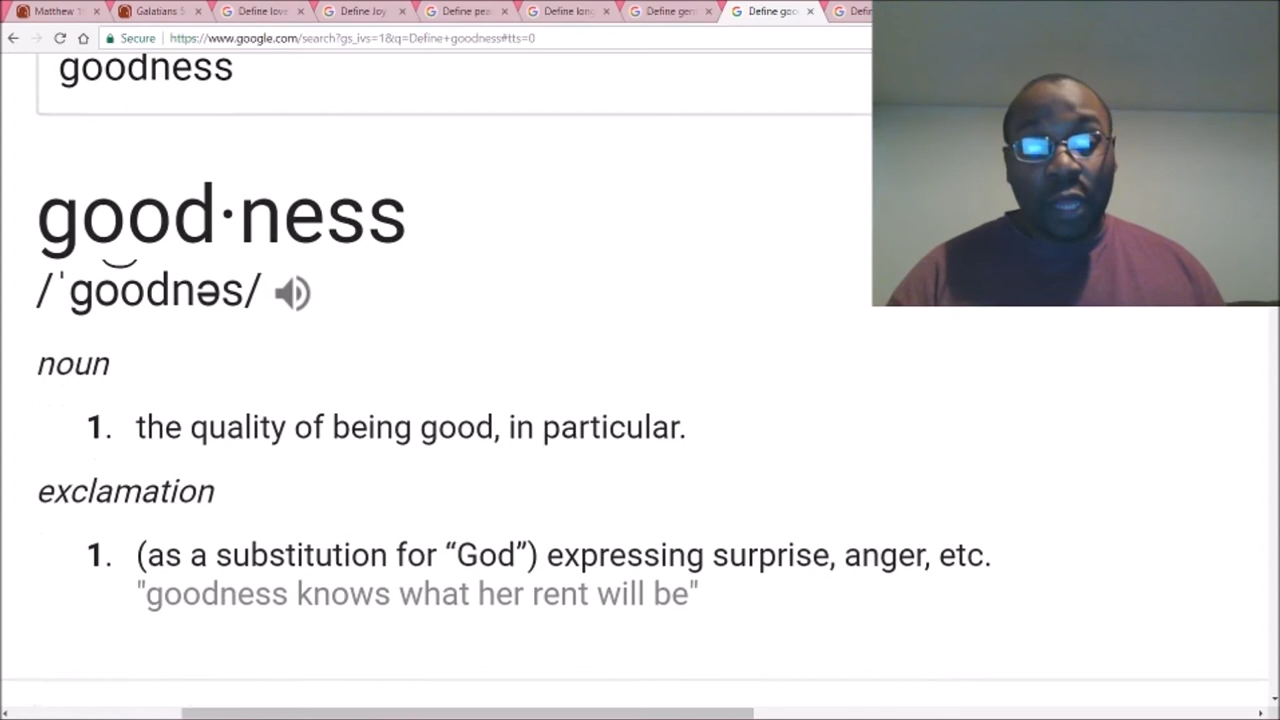 Matthew
Galatians 5
Define love
Define Joy
Define pea
Define long
Define gen
Define goo
Defin
Secure
https://www.google.com/search?gs_ivs=1&q=Define+goodness#tts=0
goodness
good·ness
/ˈgo͝odnəs/
noun
1. the quality of being good, in particular.
exclamation
1. (as a substitution for “God”) expressing surprise, anger, etc.
"goodness knows what her rent will be"